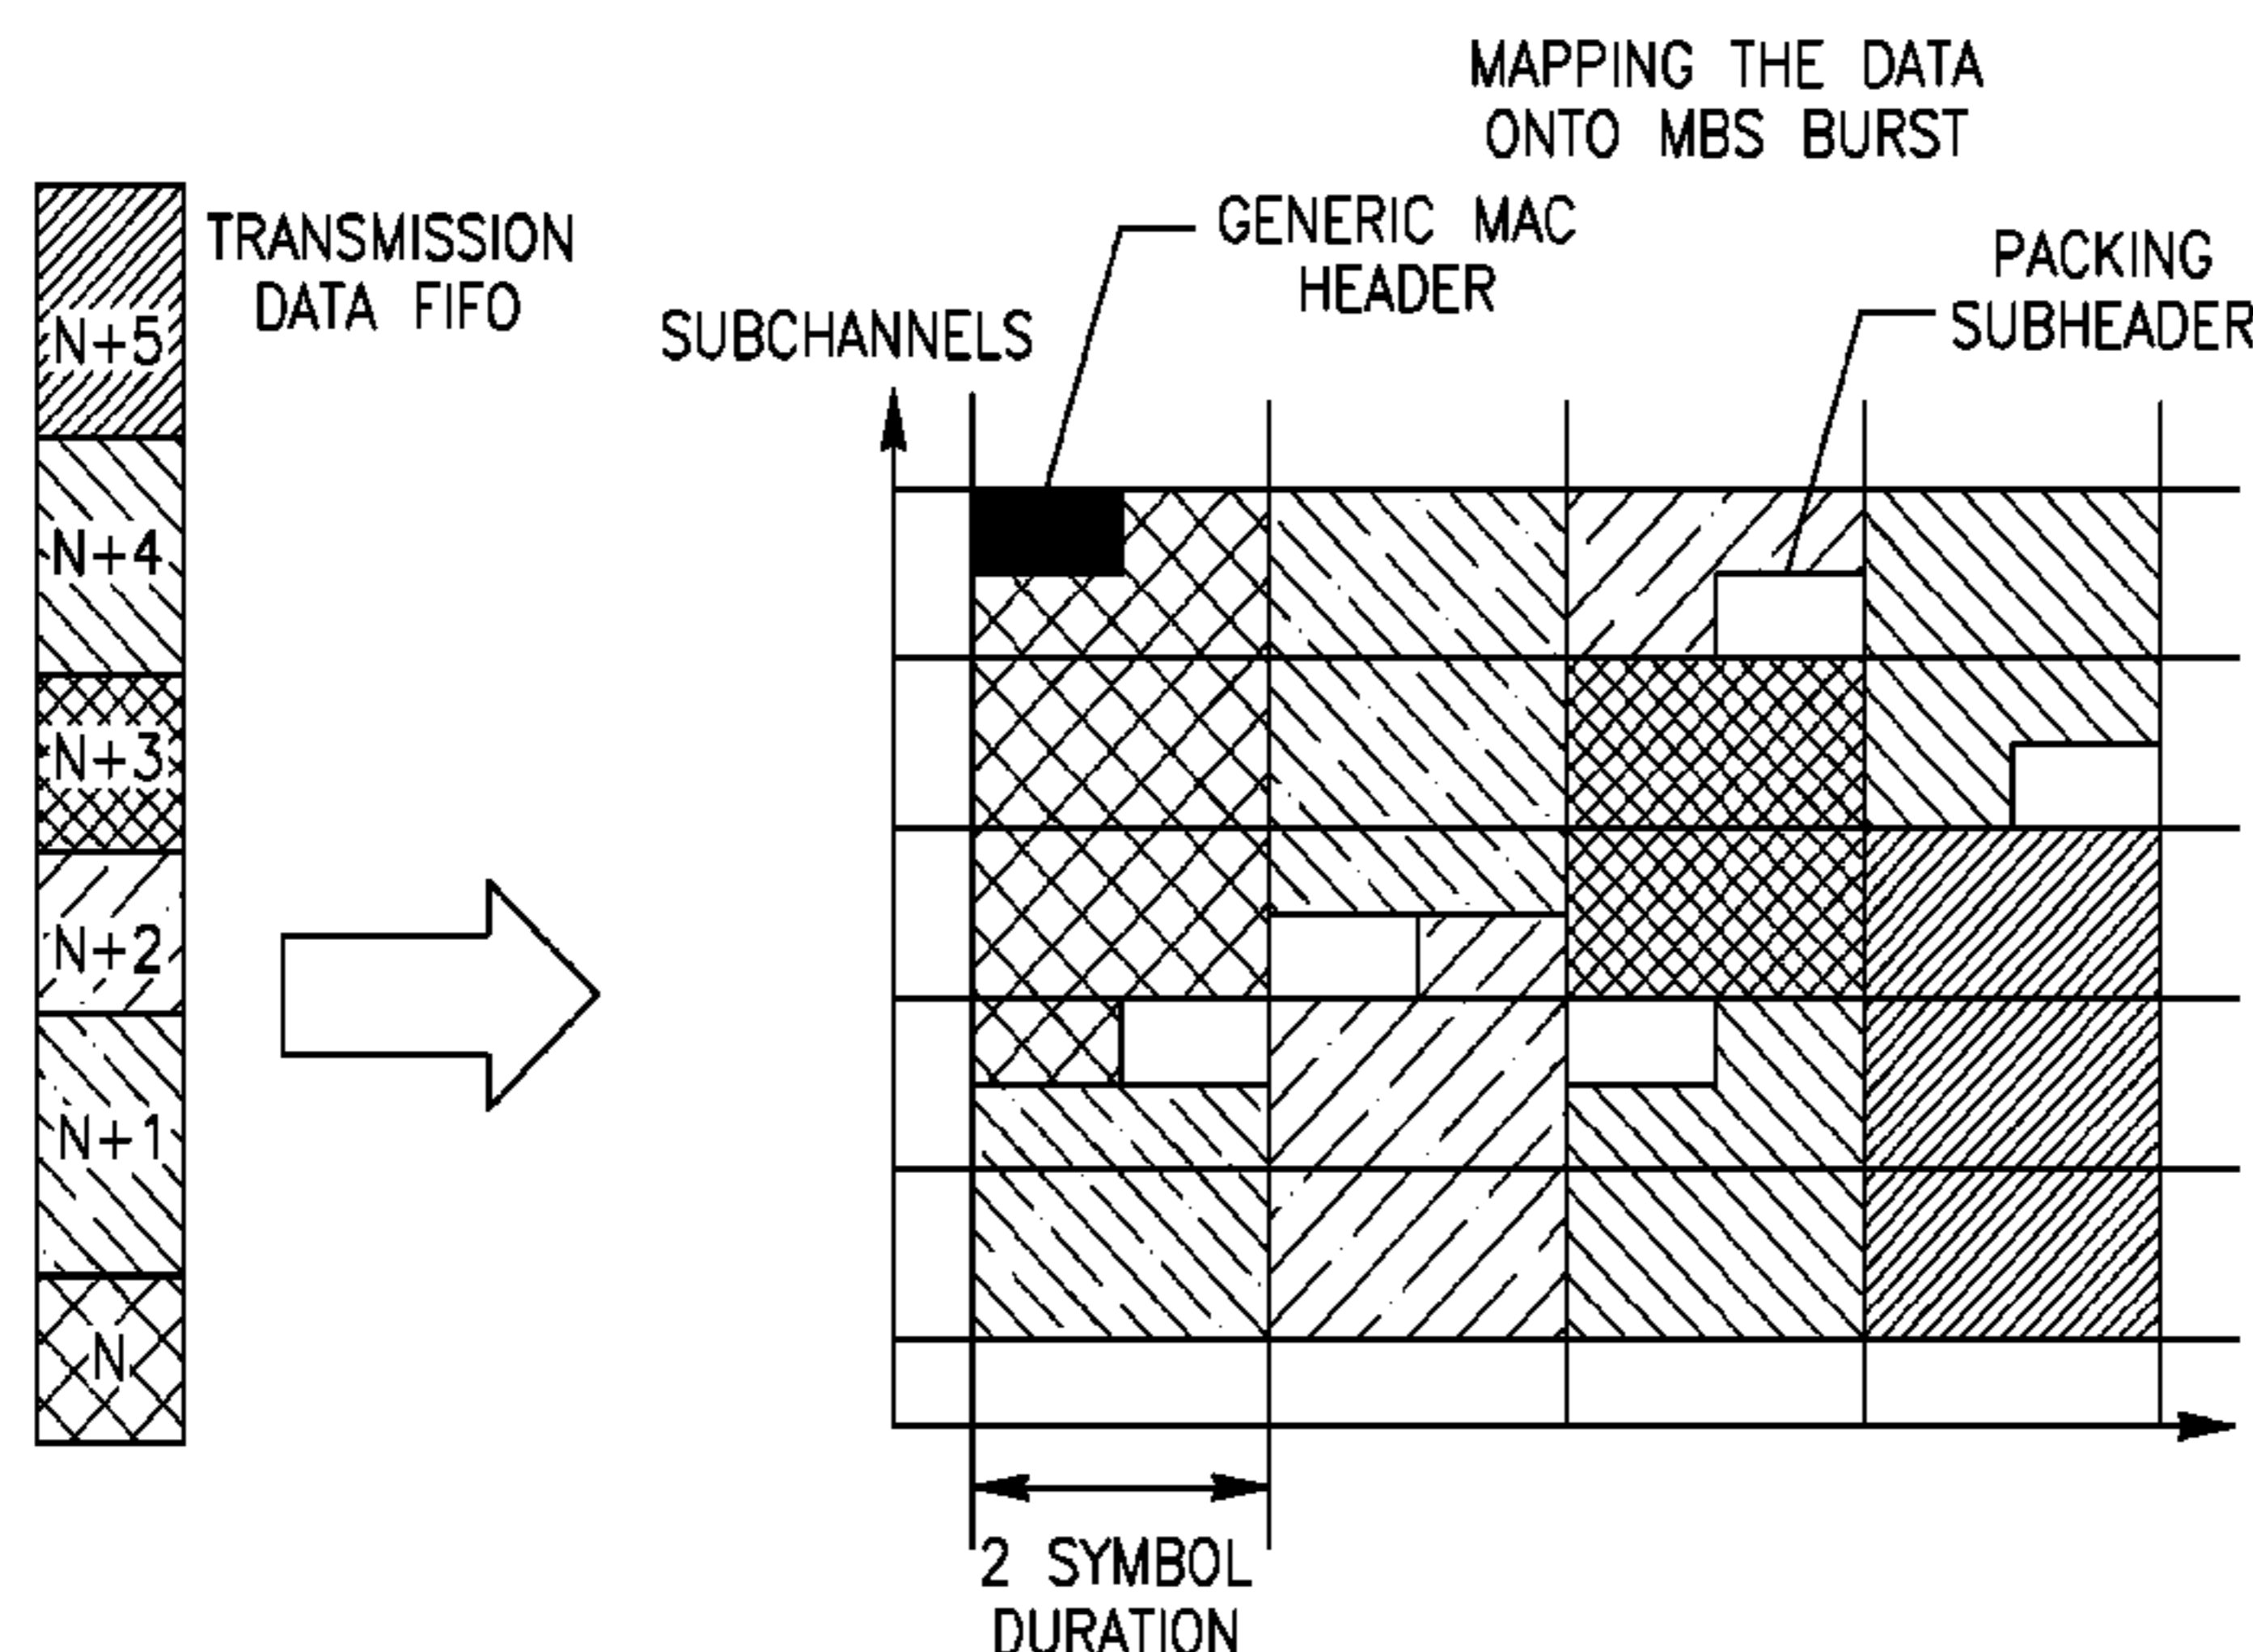 MAPPING THE DATA
ONTO MBS BURST
TRANSMISSION
DATA FIFO
GENERIC MAC
HEADER
PACKING
SUBHEADER
SUBCHANNELS
N+5
N+4
N+3
N+2
N+1
N
2 SYMBOL
DURATION